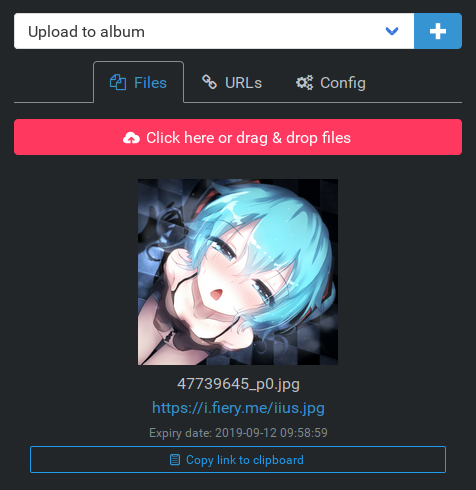 Upload to album
Files
URLs
Config
Click here or drag & drop files
47739645_p0.jpg
https://i.fiery.me/iius.jpg
Expiry date: 2019-09-12 09:58:59
Copy link to clipboard